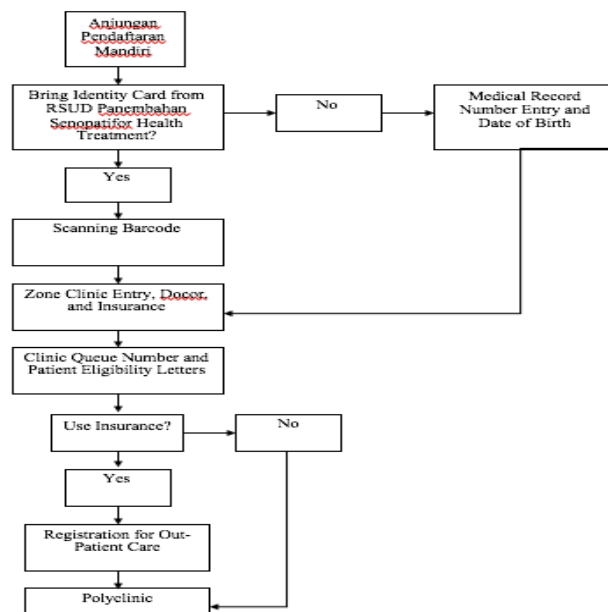 Anjungan
Pendaftaran
Mandiri
Bring Identity Card from
RSUD Panembahan
Senopatifor Health
Treatment?
No
Medical Record
Number Entry and
Date of Birth
Yes
Scanning Barcode
Zone Clinic Entry, Docor,
and Insurance
Clinic Queue Number and
Patient Eligibility Letters
Use Insurance?
No
Yes
Registration for Out-
Patient Care
Polyclinic